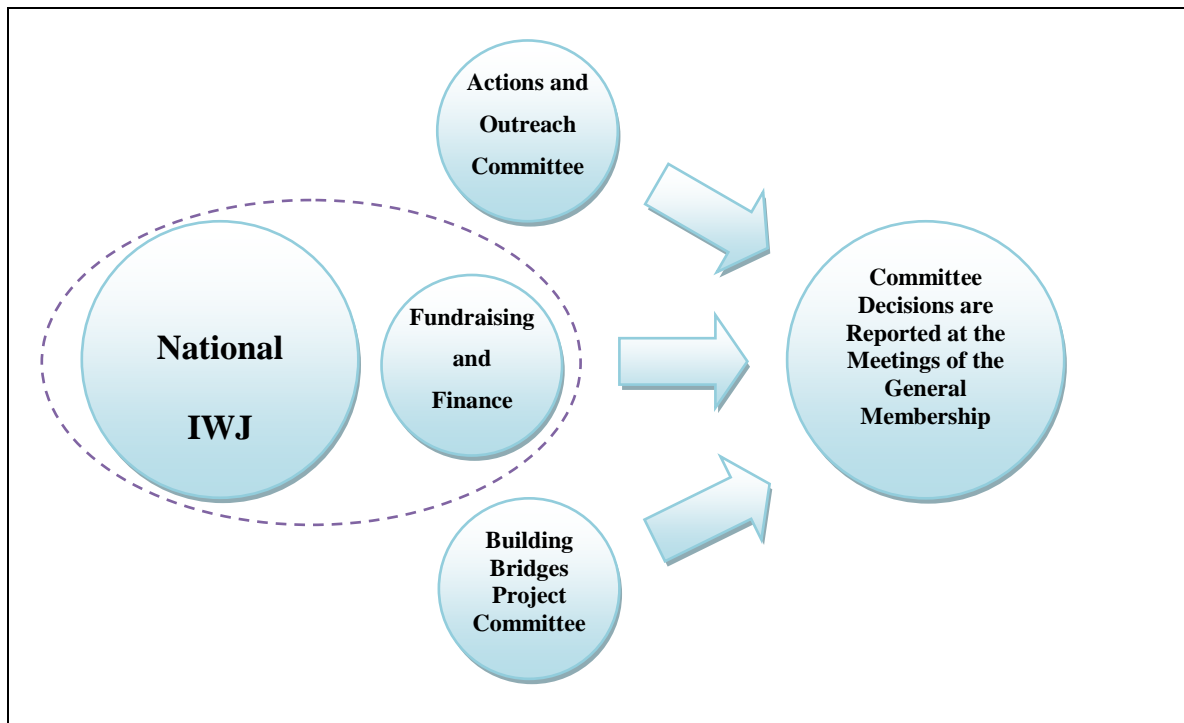 Actions and
Outreach
Committee
National
IWJ
Fundraising
and
Finance
Building
Bridges
Project
Committee
Committee
Decisions are
Reported at the
Meetings of the
General
Membership